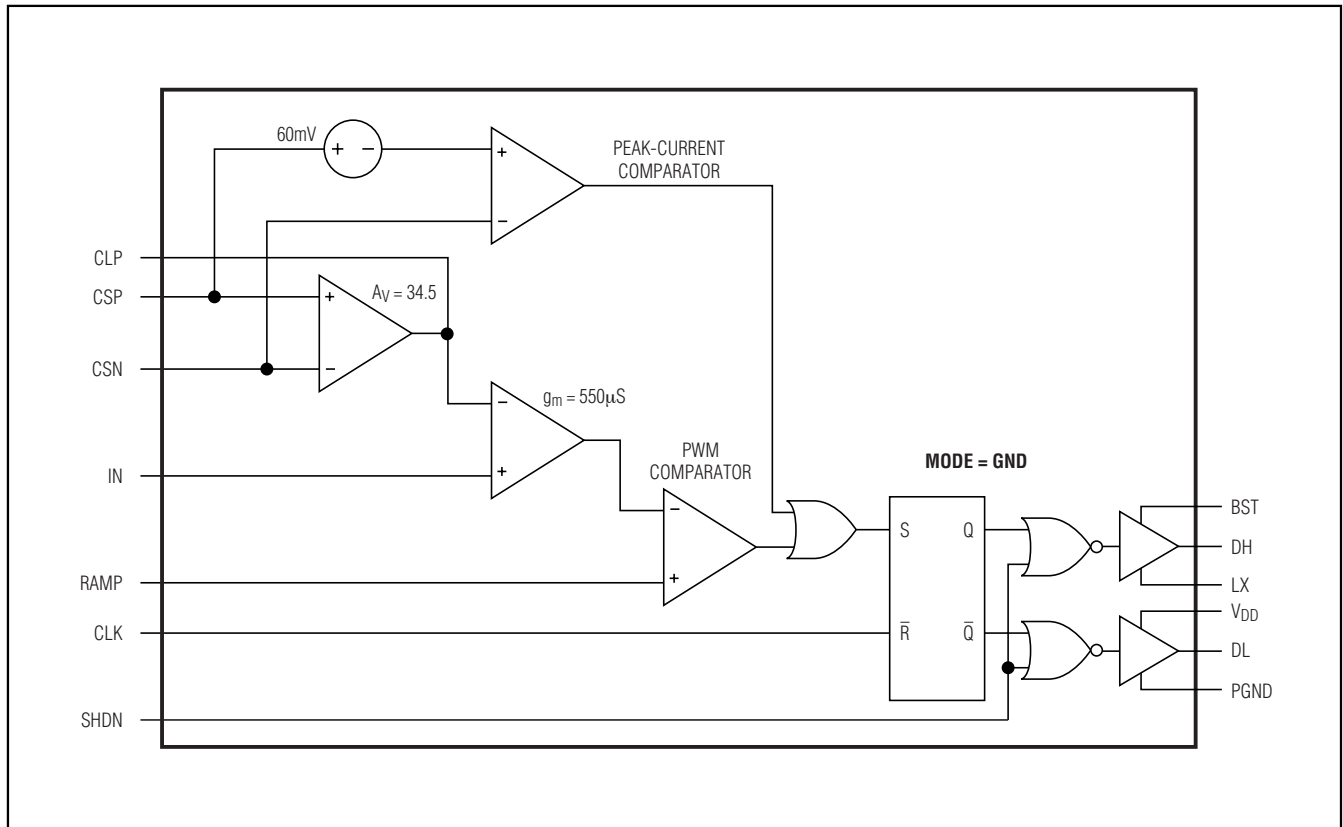 60mV
+ −
+
−
PEAK-CURRENT
COMPARATOR
CLP
CSP
CSN
+
−
AV = 34.5
−
+
gm = 550µS
IN
PWM
COMPARATOR
−
+
RAMP
CLK
SHDN
MODE = GND
S Q
R̅ Q̅
BST
DH
LX
VDD
DL
PGND